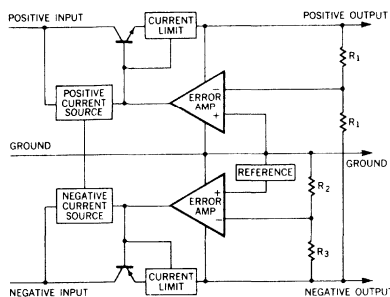 POSITIVE INPUT
CURRENT
LIMIT
POSITIVE OUTPUT
R1
POSITIVE
CURRENT
SOURCE
−
ERROR
AMP
+
R1
GROUND
GROUND
REFERENCE
NEGATIVE
CURRENT
SOURCE
+
ERROR
AMP
−
R2
R3
CURRENT
LIMIT
NEGATIVE INPUT
NEGATIVE OUTPUT